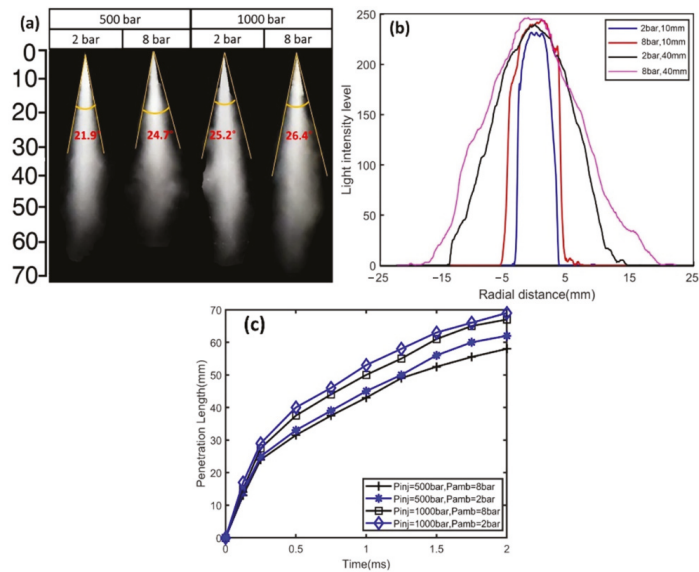 (a)
500 bar 1000 bar
2 bar 8 bar 2 bar 8 bar
0
10
20
30
40
50
60
70
21.9° 24.7° 25.2° 26.4°
(b)
2bar,10mm
8bar,10mm
2bar,40mm
8bar,40mm
Light intensity level
250
200
150
100
50
0
−25 −15 −5 5 15 25
Radial distance(mm)
(c)
Penetration Length(mm)
70
60
50
40
30
20
10
0
Pinj=500bar,Pamb=8bar
Pinj=500bar,Pamb=2bar
Pinj=1000bar,Pamb=8bar
Pinj=1000bar,Pamb=2bar
0 0.5 1 1.5 2
Time(ms)